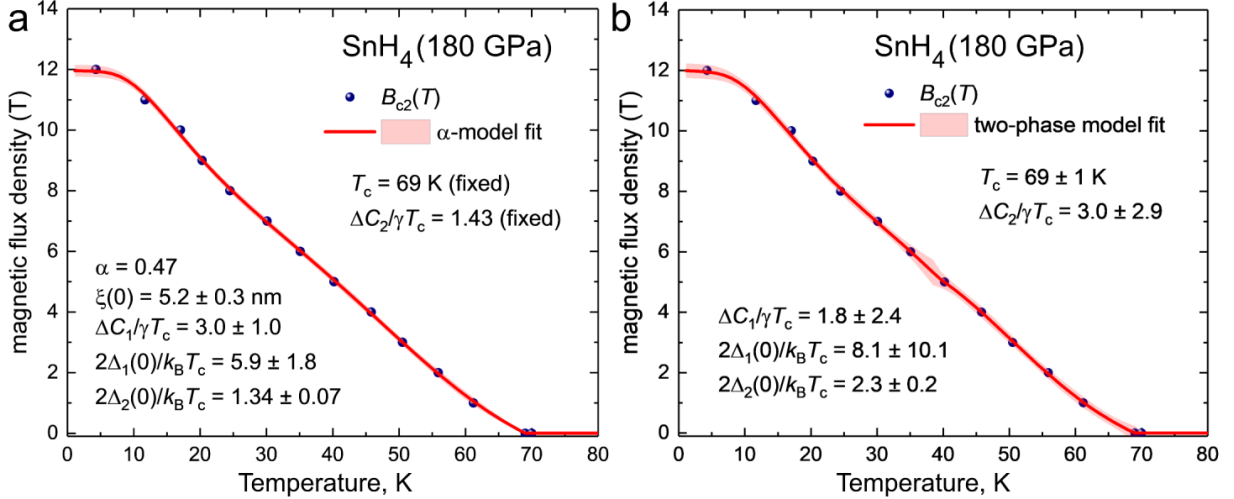 a
SnH4 (180 GPa)
Bc2(T)
α-model fit
Tc = 69 K (fixed)
ΔC2/γTc = 1.43 (fixed)
α = 0.47
ξ(0) = 5.2 ± 0.3 nm
ΔC1/γTc = 3.0 ± 1.0
2Δ1(0)/kBTc = 5.9 ± 1.8
2Δ2(0)/kBTc = 1.34 ± 0.07
magnetic flux density (T)
14
12
10
8
6
4
2
0
0 10 20 30 40 50 60 70 80
Temperature, K
b
SnH4 (180 GPa)
Bc2(T)
two-phase model fit
Tc = 69 ± 1 K
ΔC2/γTc = 3.0 ± 2.9
ΔC1/γTc = 1.8 ± 2.4
2Δ1(0)/kBTc = 8.1 ± 10.1
2Δ2(0)/kBTc = 2.3 ± 0.2
magnetic flux density (T)
14
12
10
8
6
4
2
0
0 10 20 30 40 50 60 70 80
Temperature, K